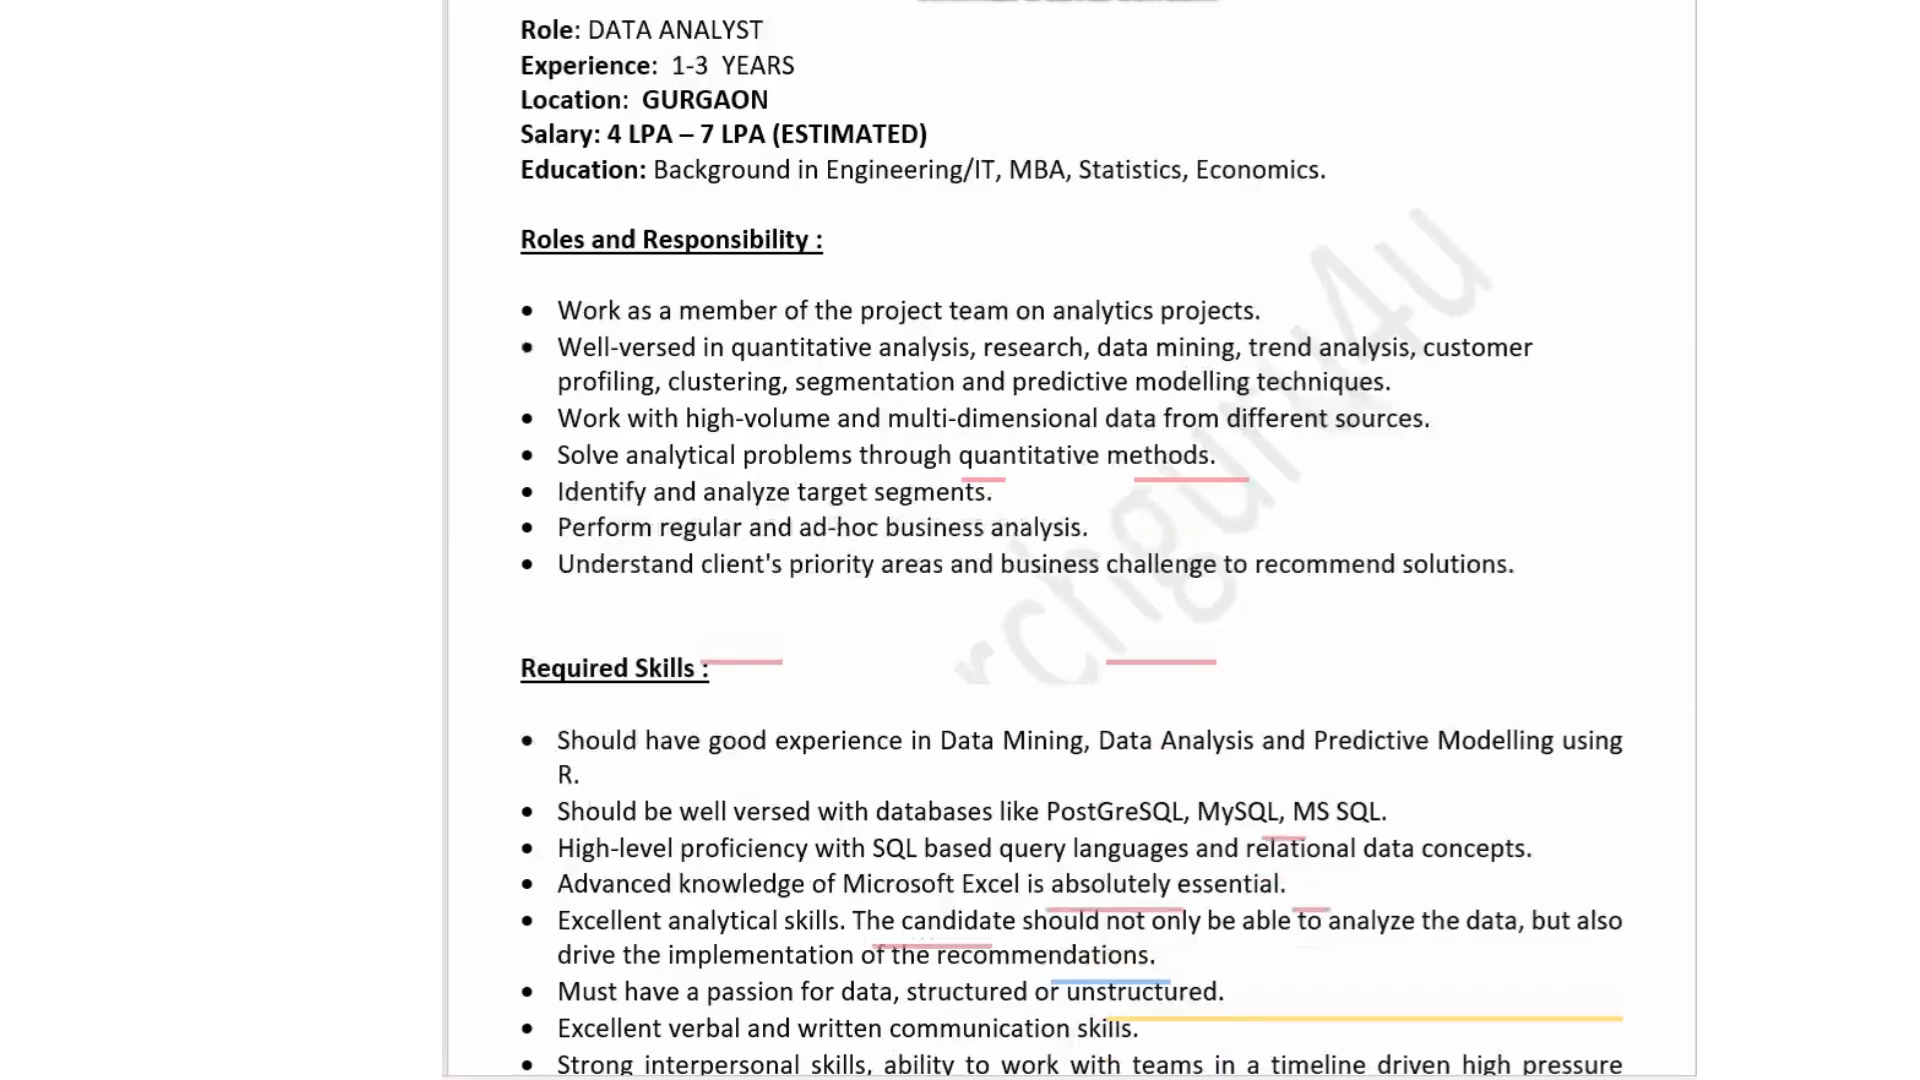 Role: DATA ANALYST
Experience:  1-3  YEARS
Location:  GURGAON
Salary: 4 LPA – 7 LPA (ESTIMATED)
Education: Background in Engineering/IT, MBA, Statistics, Economics.
Roles and Responsibility :
• Work as a member of the project team on analytics projects.
• Well-versed in quantitative analysis, research, data mining, trend analysis, customer
profiling, clustering, segmentation and predictive modelling techniques.
• Work with high-volume and multi-dimensional data from different sources.
• Solve analytical problems through quantitative methods.
• Identify and analyze target segments.
• Perform regular and ad-hoc business analysis.
• Understand client's priority areas and business challenge to recommend solutions.
rchguru4u
Required Skills :
• Should have good experience in Data Mining, Data Analysis and Predictive Modelling using
R.
• Should be well versed with databases like PostGreSQL, MySQL, MS SQL.
• High-level proficiency with SQL based query languages and relational data concepts.
• Advanced knowledge of Microsoft Excel is absolutely essential.
• Excellent analytical skills. The candidate should not only be able to analyze the data, but also
drive the implementation of the recommendations.
• Must have a passion for data, structured or unstructured.
• Excellent verbal and written communication skills.
• Strong interpersonal skills, ability to work with teams in a timeline driven high pressure